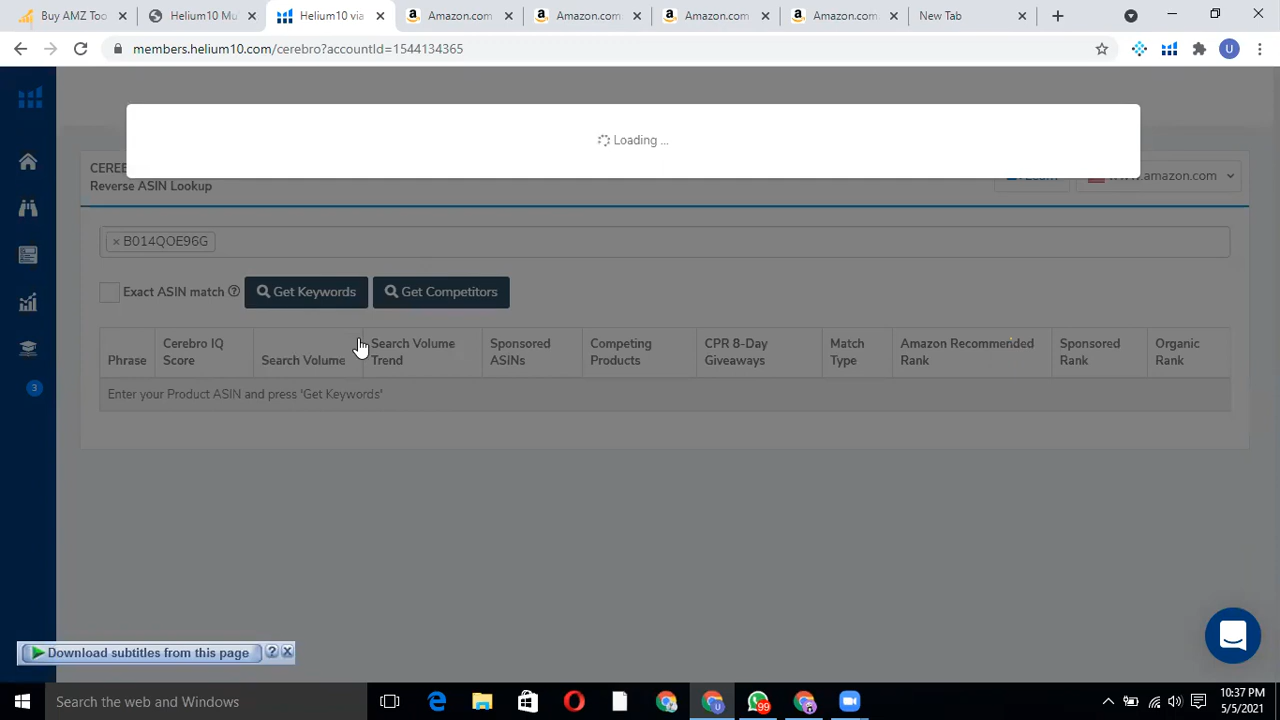 Buy AMZ Too
Helium10 Mu
Helium10 via
Amazon.com
Amazon.com
Amazon.com
Amazon.com
New Tab
members.helium10.com/cerebro?accountId=1544134365
U
Loading ...
CEREB
Reverse ASIN Lookup
Learn
www.amazon.com
× B014QOE96G
Exact ASIN match
Get Keywords
Get Competitors
Phrase
Cerebro IQ Score
Search Volume
Search Volume Trend
Sponsored ASINs
Competing Products
CPR 8-Day Giveaways
Match Type
Amazon Recommended Rank
Sponsored Rank
Organic Rank
Enter your Product ASIN and press 'Get Keywords'
3
Download subtitles from this page
Search the web and Windows
99
10:37 PM
5/5/2021